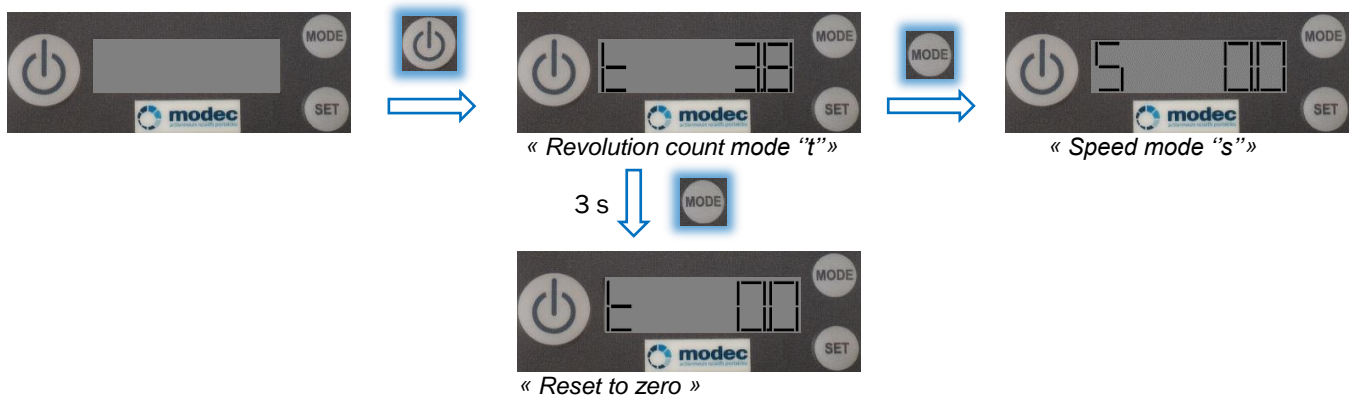 MODE
modec
SET
MODE
t 38
modec
SET
« Revolution count mode ‘’t’’»
MODE
MODE
S 00
modec
SET
« Speed mode ‘’s’’»
3 s
MODE
MODE
t 00
modec
SET
« Reset to zero »